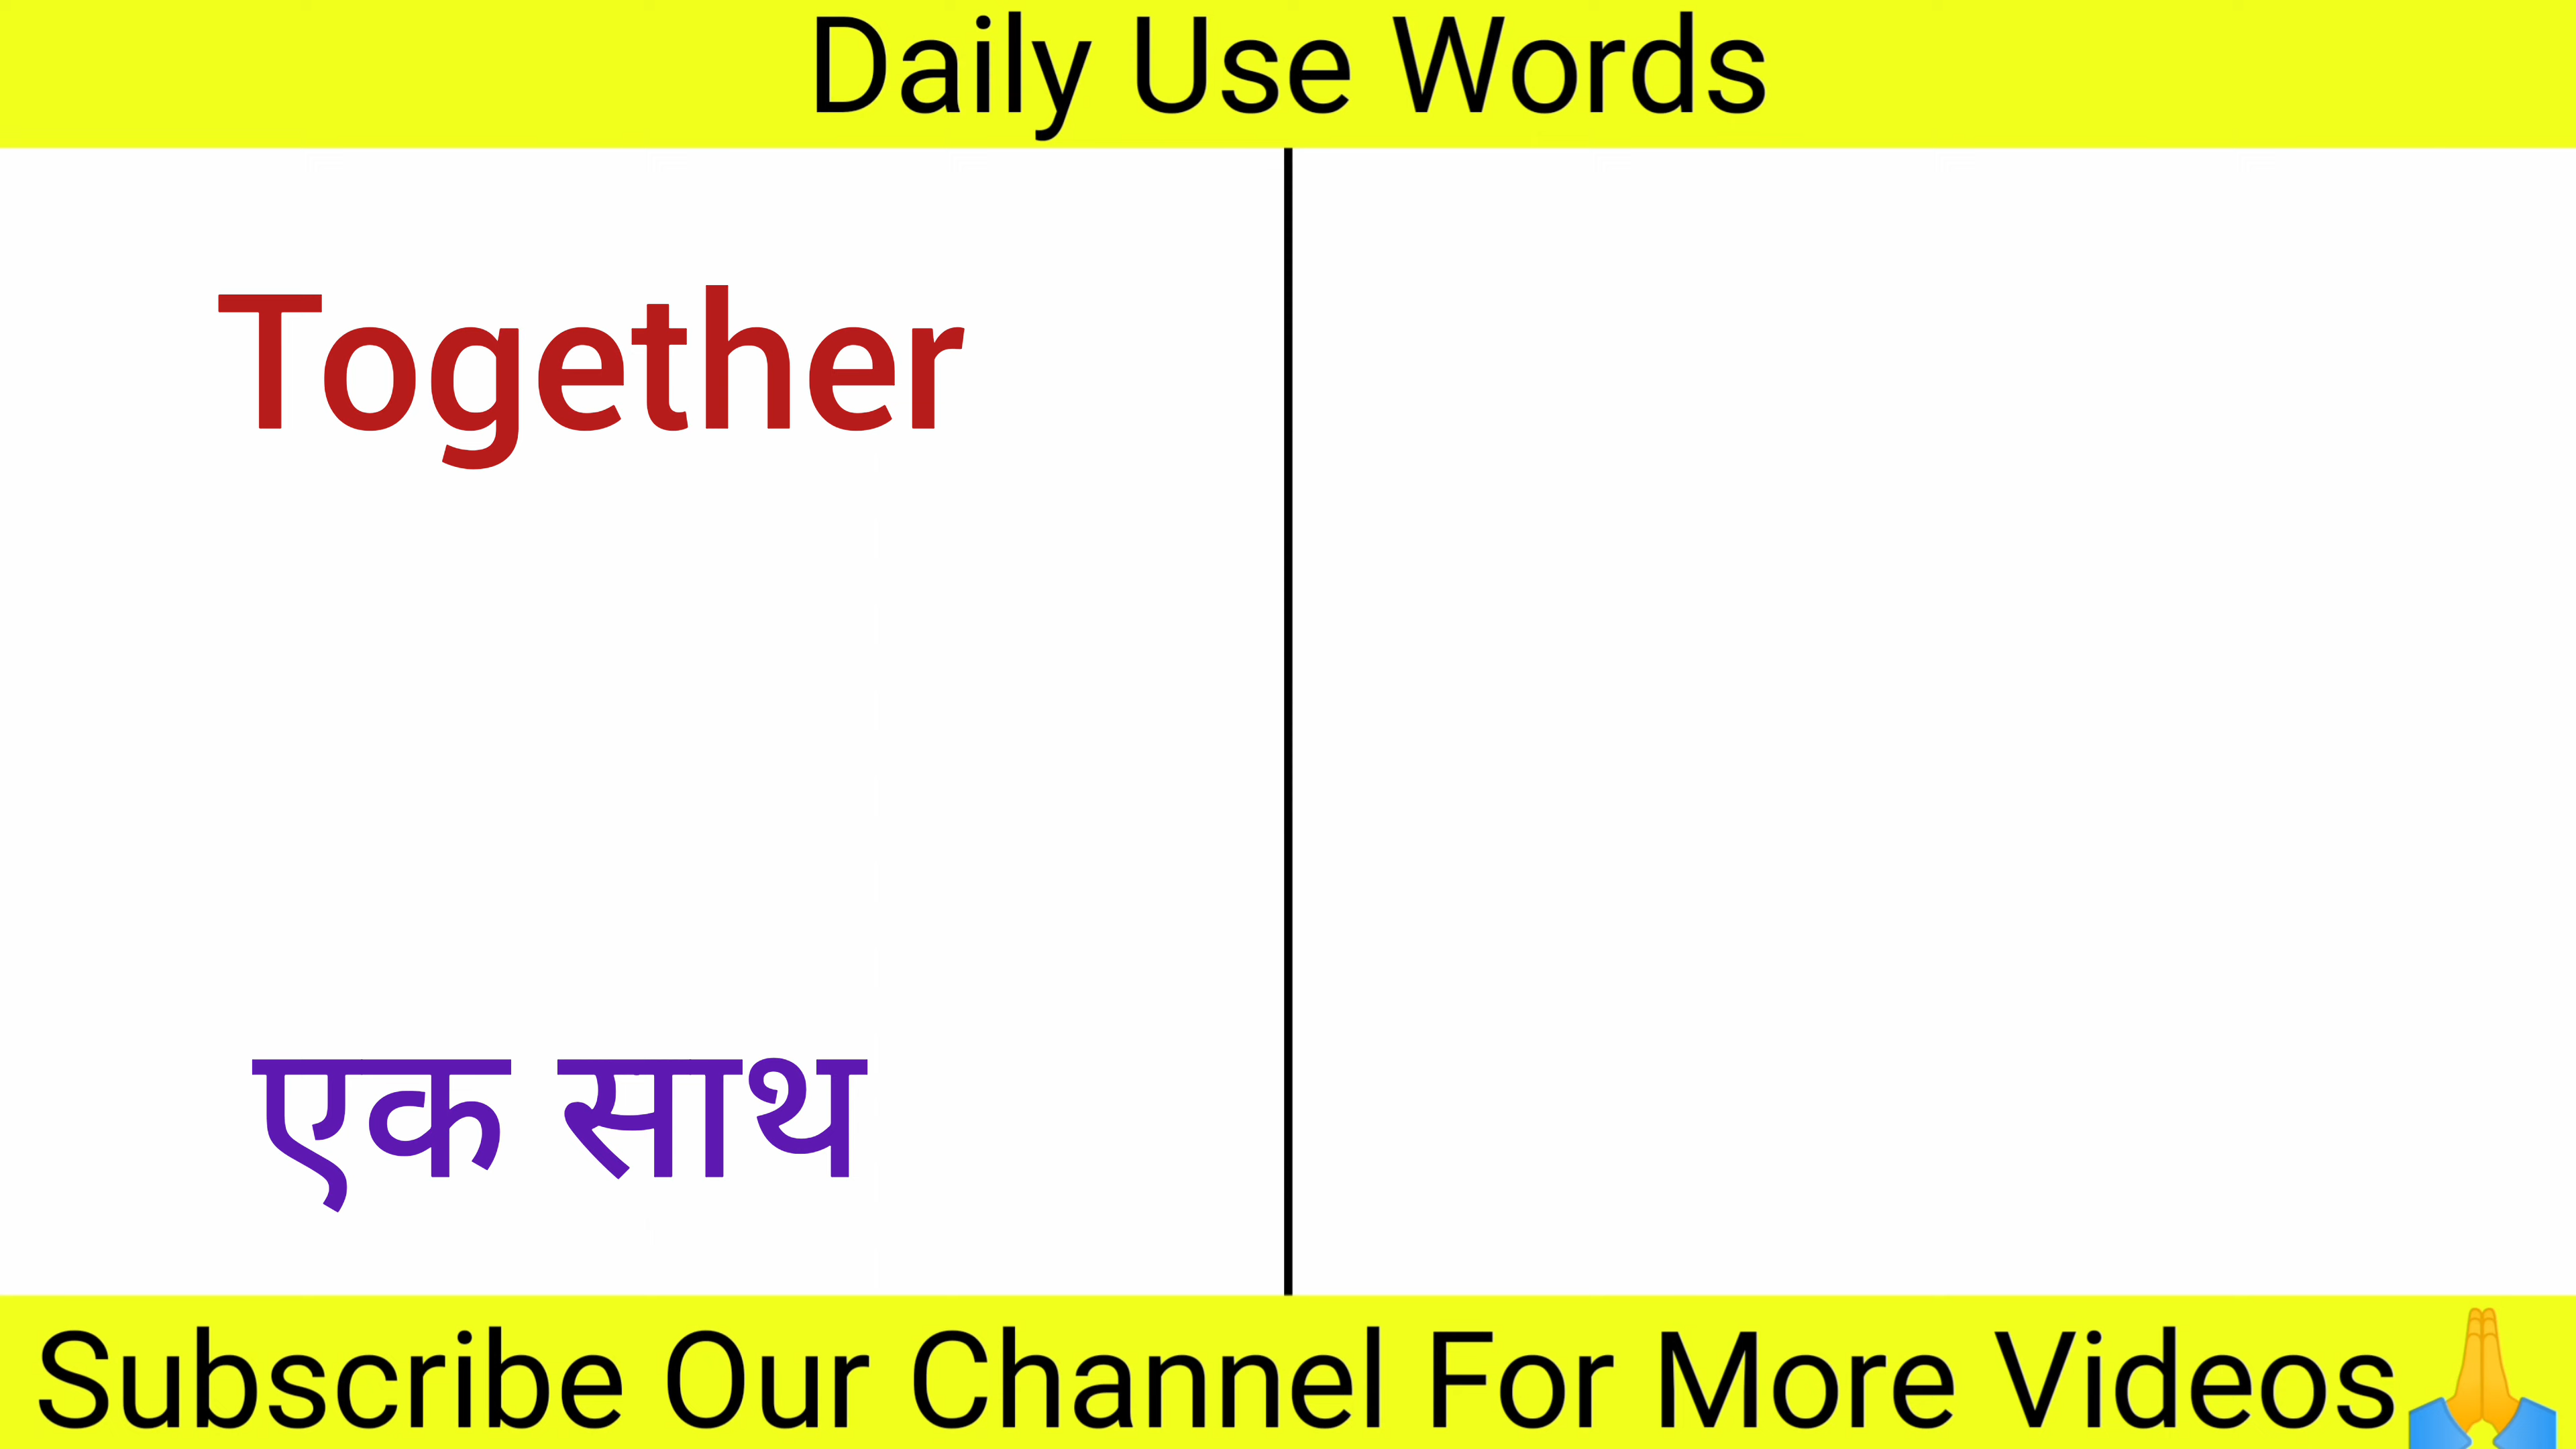 Daily Use Words
Together
एक साथ
Subscribe Our Channel For More Videos🙏